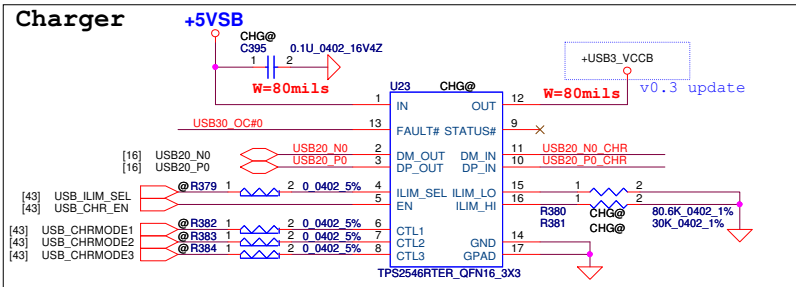 Charger
+5VSB
CHG@
C395 0.1U_0402_16V4Z
1 2
W=80mils
+USB3_VCCB
v0.3 update
W=80mils
U23 CHG@
1 IN OUT 12
USB30_OC#0 13 FAULT# STATUS# 9
[16] USB20_N0 USB20_N0 2 DM_OUT DM_IN 11 USB20_N0_CHR
[16] USB20_P0 USB20_P0 3 DP_OUT DP_IN 10 USB20_P0_CHR
[43] USB_ILIM_SEL @ R379 1 2 0_0402_5% 4 ILIM_SEL ILIM_LO 15 1 2
[43] USB_CHR_EN 5 EN ILIM_HI 16 1 2
R380 CHG@ 80.6K_0402_1%
R381 CHG@ 30K_0402_1%
[43] USB_CHRMODE1 @ R382 1 2 0_0402_5% 6 CTL1
[43] USB_CHRMODE2 @ R383 1 2 0_0402_5% 7 CTL2 GND 14
[43] USB_CHRMODE3 @ R384 1 2 0_0402_5% 8 CTL3 GPAD 17
TPS2546RTER_QFN16_3X3